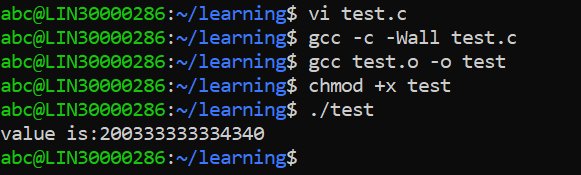 abc@LIN30000286:~/learning$ vi test.c
abc@LIN30000286:~/learning$ gcc -c -Wall test.c
abc@LIN30000286:~/learning$ gcc test.o -o test
abc@LIN30000286:~/learning$ chmod +x test
abc@LIN30000286:~/learning$ ./test
value is:200333333334340
abc@LIN30000286:~/learning$